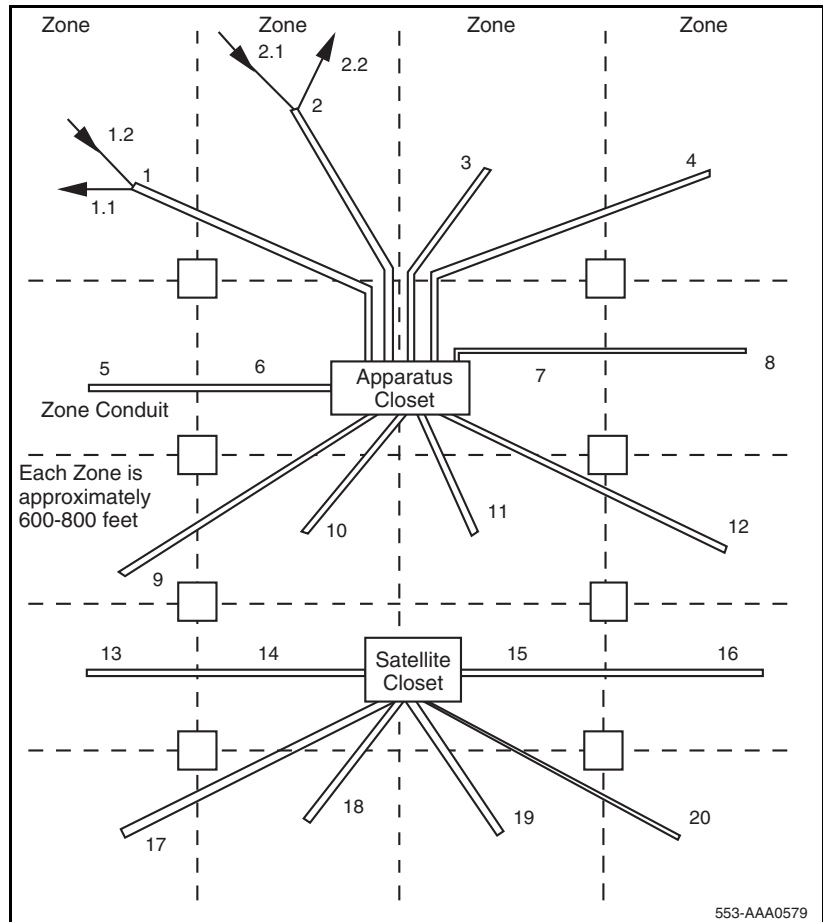 Zone
Zone
Zone
Zone
2.1
2.2
2
1.2
1
1.1
3
4
5
6
Zone Conduit
Apparatus
Closet
7
8
Each Zone is
approximately
600-800 feet
9
10
11
12
13
14
Satellite
Closet
15
16
17
18
19
20
553-AAA0579